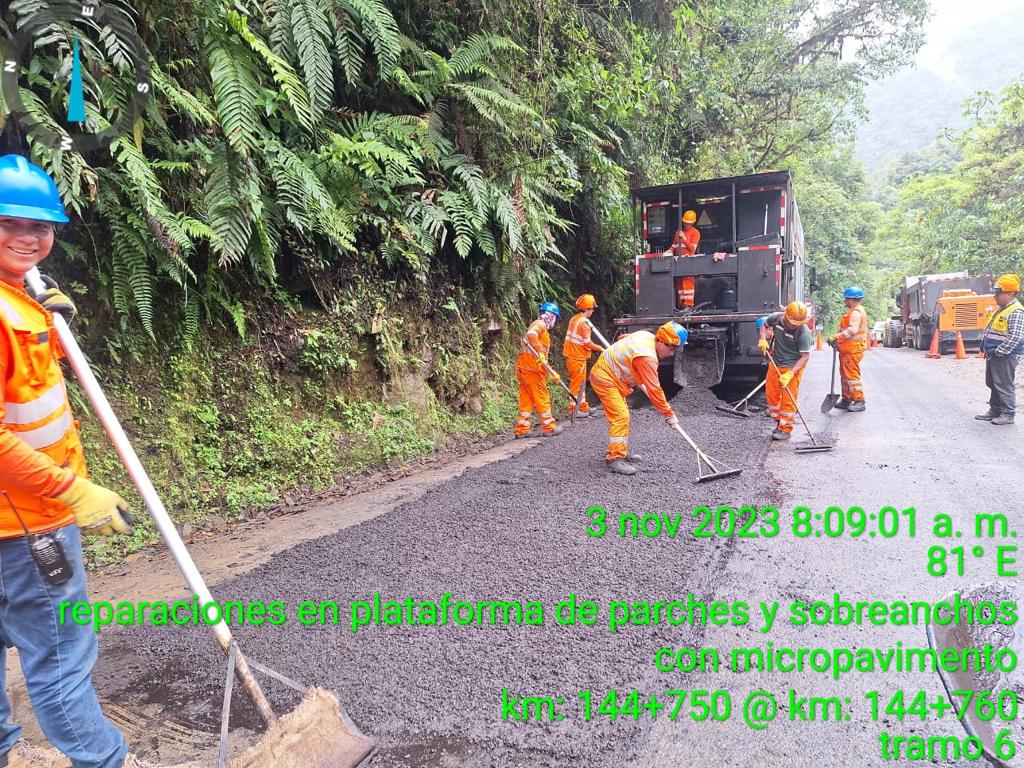 N
E
S
W
3 nov 2023 8:09:01 a. m.
81° E
reparaciones en plataforma de parches y sobreanchos
con micropavimento
km: 144+750 @ km: 144+760
tramo 6